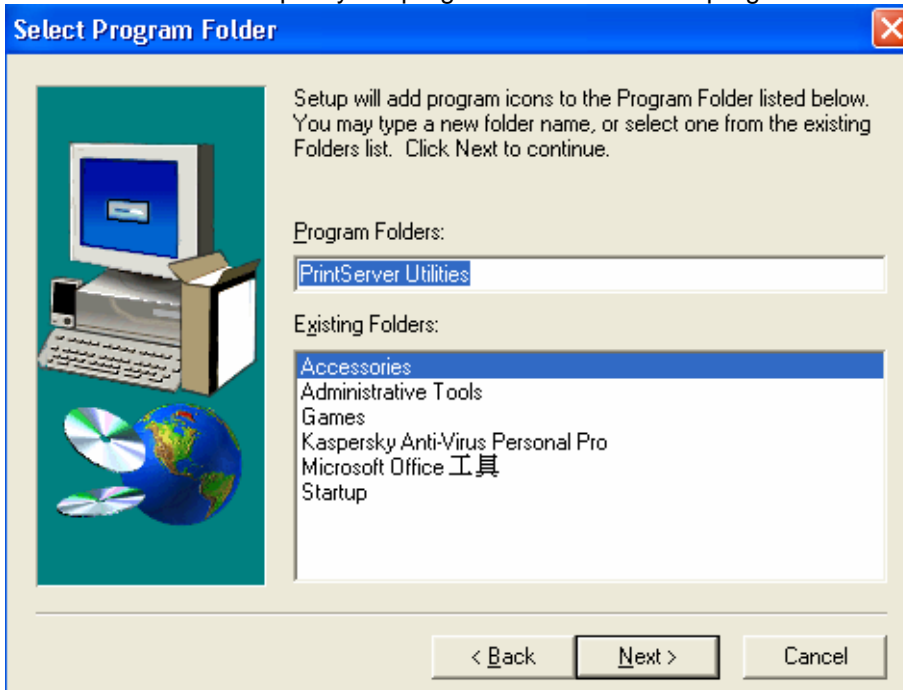 Select Program Folder
Setup will add program icons to the Program Folder listed below.
You may type a new folder name, or select one from the existing
Folders list. Click Next to continue.
Program Folders:
PrintServer Utilities
Existing Folders:
Accessories
Administrative Tools
Games
Kaspersky Anti-Virus Personal Pro
Microsoft Office 工具
Startup
< Back
Next >
Cancel